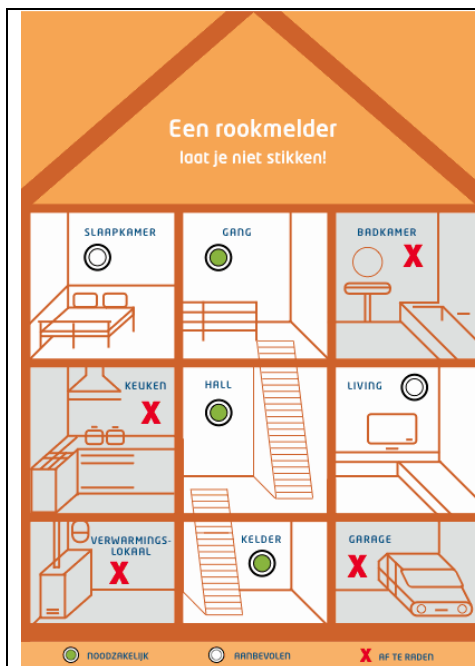 Een rookmelder
laat je niet stikken!
SLAAPKAMER
GANG
BADKAMER
X
KEUKEN
X
HALL
LIVING
VERWARMINGS-
LOKAAL
X
KELDER
GARAGE
X
NOODZAKELIJK
AANBEVOLEN
X AF TE RADEN